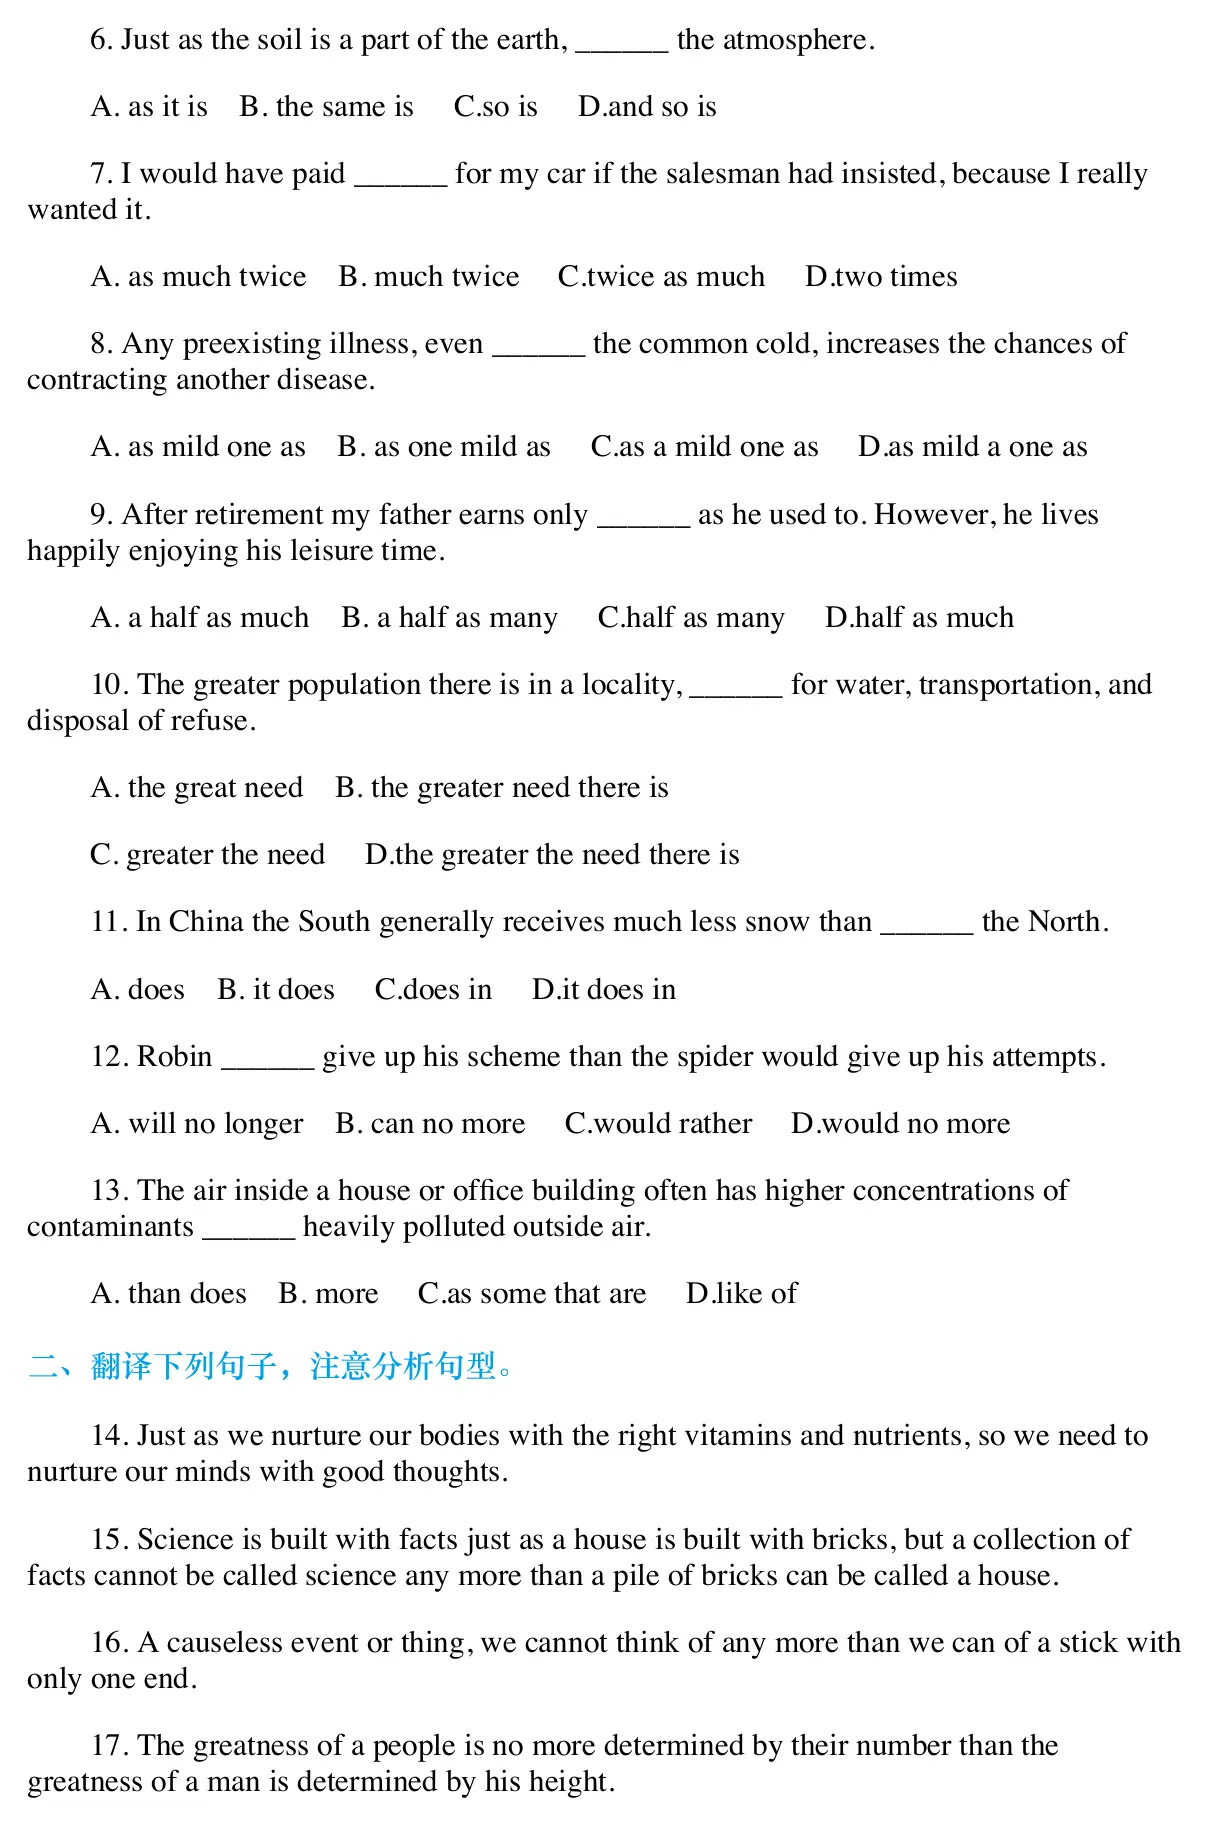 6. Just as the soil is a part of the earth, ______ the atmosphere.
A. as it is B. the same is C.so is D.and so is
7. I would have paid ______ for my car if the salesman had insisted, because I really
wanted it.
A. as much twice B. much twice C.twice as much D.two times
8. Any preexisting illness, even ______ the common cold, increases the chances of
contracting another disease.
A. as mild one as B. as one mild as C.as a mild one as D.as mild a one as
9. After retirement my father earns only ______ as he used to. However, he lives
happily enjoying his leisure time.
A. a half as much B. a half as many C.half as many D.half as much
10. The greater population there is in a locality, ______ for water, transportation, and
disposal of refuse.
A. the great need B. the greater need there is
C. greater the need D.the greater the need there is
11. In China the South generally receives much less snow than ______ the North.
A. does B. it does C.does in D.it does in
12. Robin ______ give up his scheme than the spider would give up his attempts.
A. will no longer B. can no more C.would rather D.would no more
13. The air inside a house or office building often has higher concentrations of
contaminants ______ heavily polluted outside air.
A. than does B. more C.as some that are D.like of
二、翻译下列句子，注意分析句型。
14. Just as we nurture our bodies with the right vitamins and nutrients, so we need to
nurture our minds with good thoughts.
15. Science is built with facts just as a house is built with bricks, but a collection of
facts cannot be called science any more than a pile of bricks can be called a house.
16. A causeless event or thing, we cannot think of any more than we can of a stick with
only one end.
17. The greatness of a people is no more determined by their number than the
greatness of a man is determined by his height.